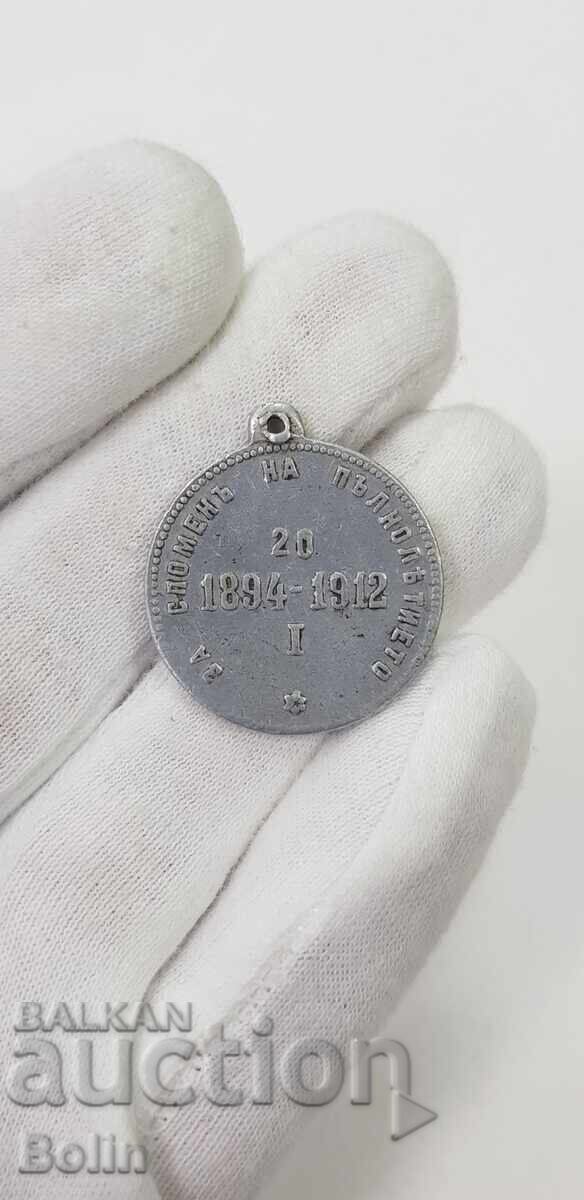 ЗА СПОМЕНЪ НА ПЪЛНОЛѢТИЕТО
20
1894-1912
I
BALKAN
auction
Bolin